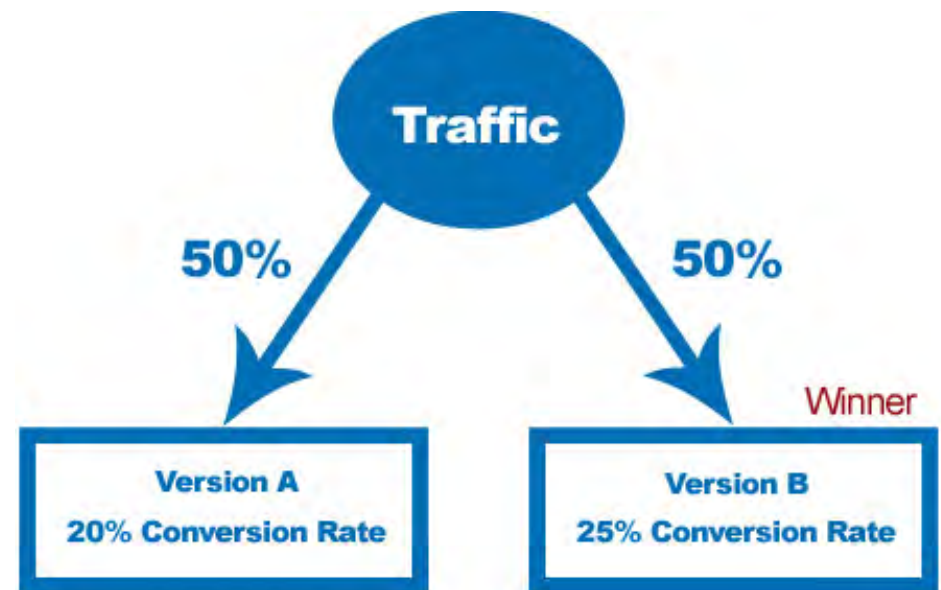 Traffic
50%
50%
Winner
Version A
20% Conversion Rate
Version B
25% Conversion Rate